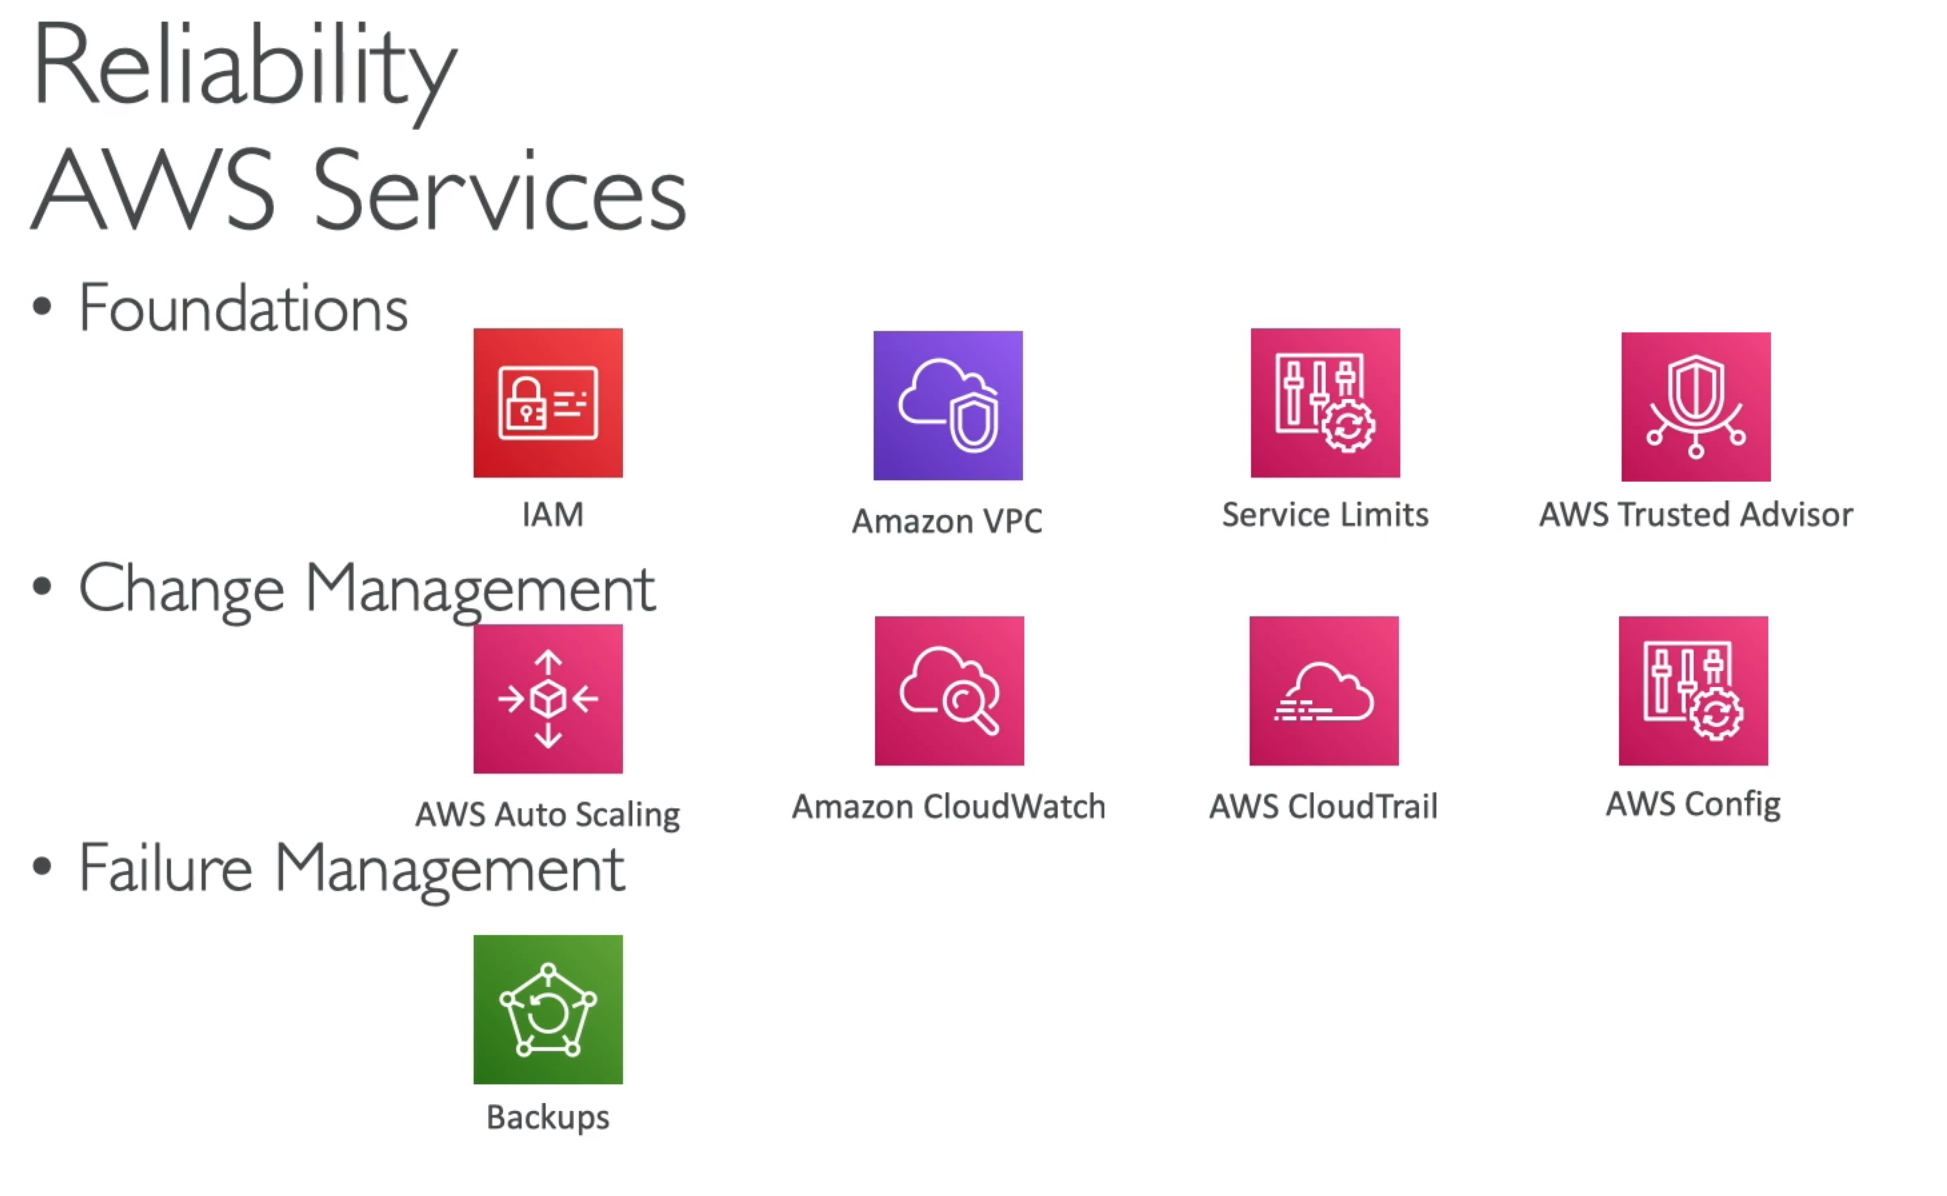 Reliability
AWS Services
• Foundations
IAM
Amazon VPC
Service Limits
AWS Trusted Advisor
• Change Management
AWS Auto Scaling
Amazon CloudWatch
AWS CloudTrail
AWS Config
• Failure Management
Backups